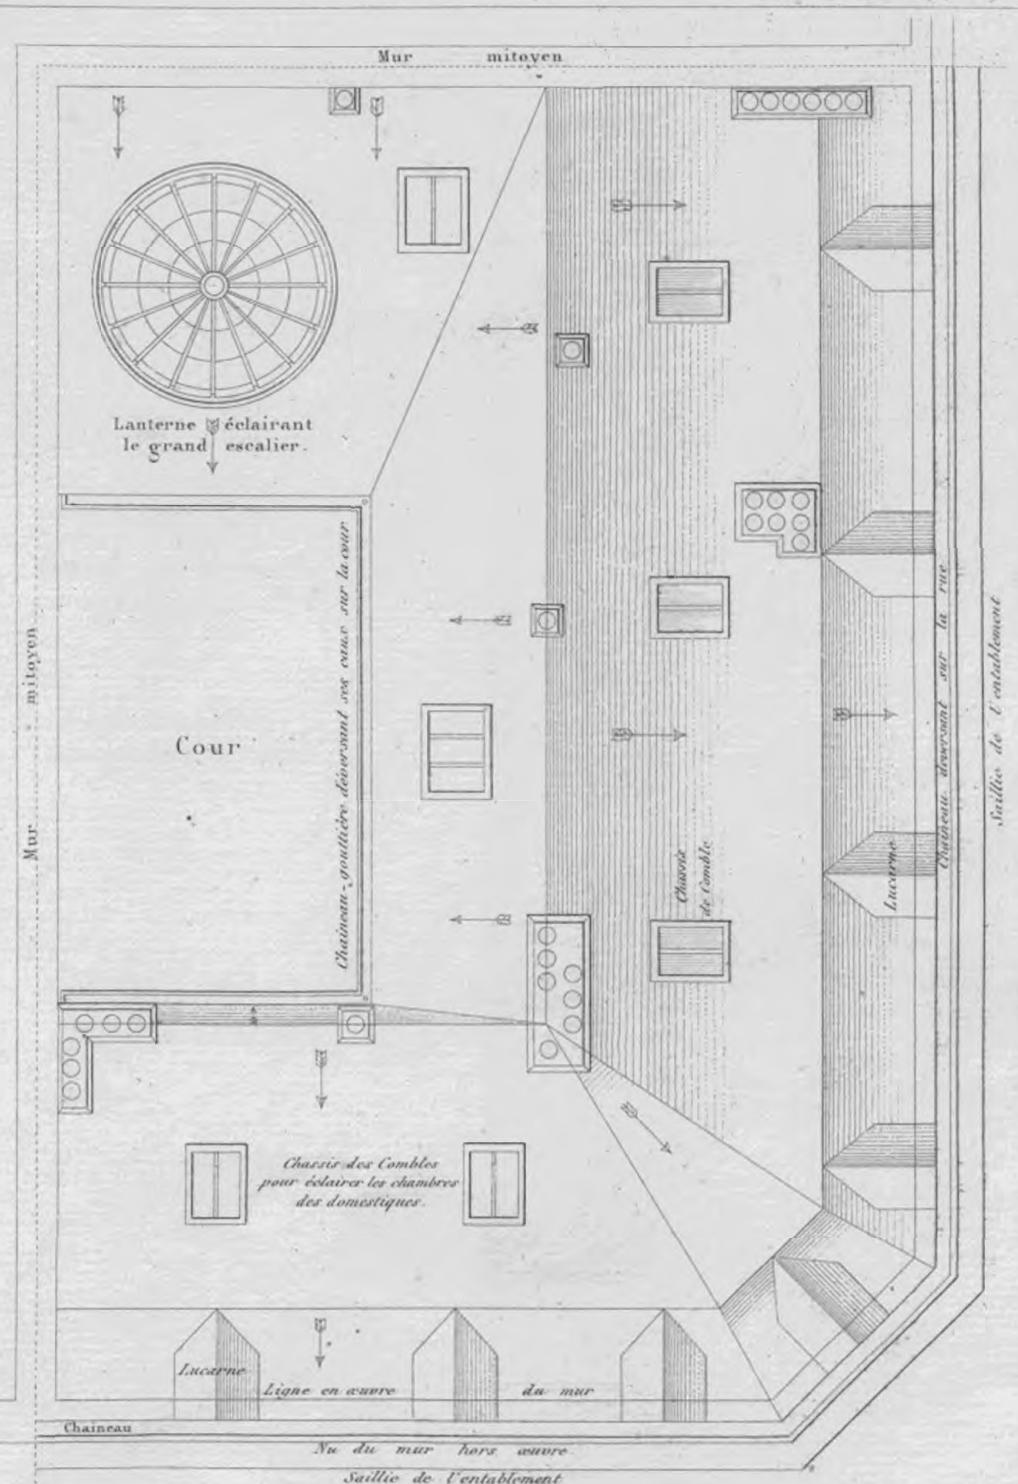 Mur mitoyen
Lanterne éclairant
le grand escalier.
Mur mitoyen
Cour
Chaineau-gouttière déversant ses eaux sur la cour
Chassis
de Comble
Lucarne
Chaineau déversant sur la rue
Saillie de l'entablement
Chassis des Combles
pour éclairer les chambres
des domestiques.
Lucarne
Ligne en œuvre du mur
Chaineau
Nu du mur hors œuvre.
Saillie de l'entablement